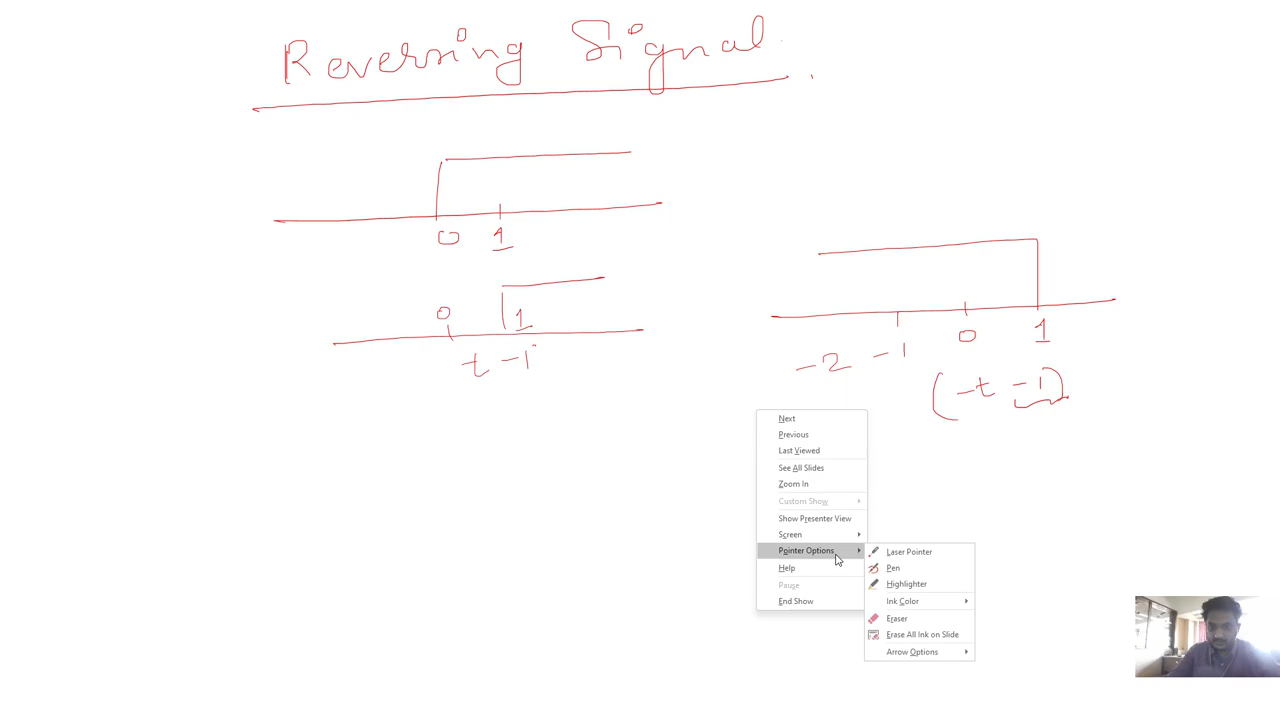 Reversing Signal
0 1
0 1
t -1
-2 -1 0 1
(-t -1)
Next
Previous
Last Viewed
See All Slides
Zoom In
Custom Show
Show Presenter View
Screen
Pointer Options
Help
Pause
End Show
Laser Pointer
Pen
Highlighter
Ink Color
Eraser
Erase All Ink on Slide
Arrow Options